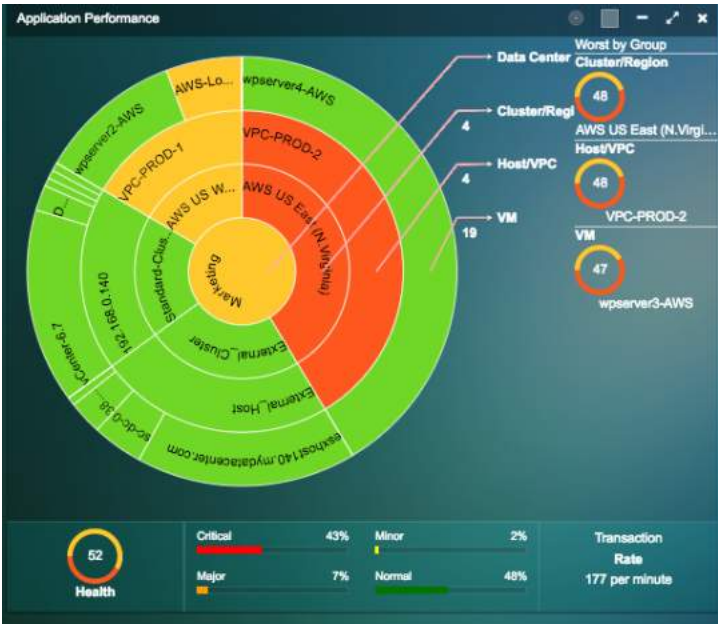 Application Performance
Data Center
Cluster/Regi
4
Host/VPC
4
VM
19
Worst by Group
Cluster/Region
48
AWS US East (N.Virgi...
Host/VPC
48
VPC-PROD-2
VM
47
wpserver3-AWS
AWS-Lo...
wpserver4-AWS
wpserver2-AWS
VPC-PROD-1
VPC-PROD-2
AWS US W...
AWS US East (N.Virginia)
D...
Standard-Clus...
Marketing
192.168.0.140
External_Cluster
vCenter-6.7
External_Host
sc-dc-0.38...
esxhost140.mydatacenter.com
52
Health
Critical 43%
Major 7%
Minor 2%
Normal 48%
Transaction
Rate
177 per minute